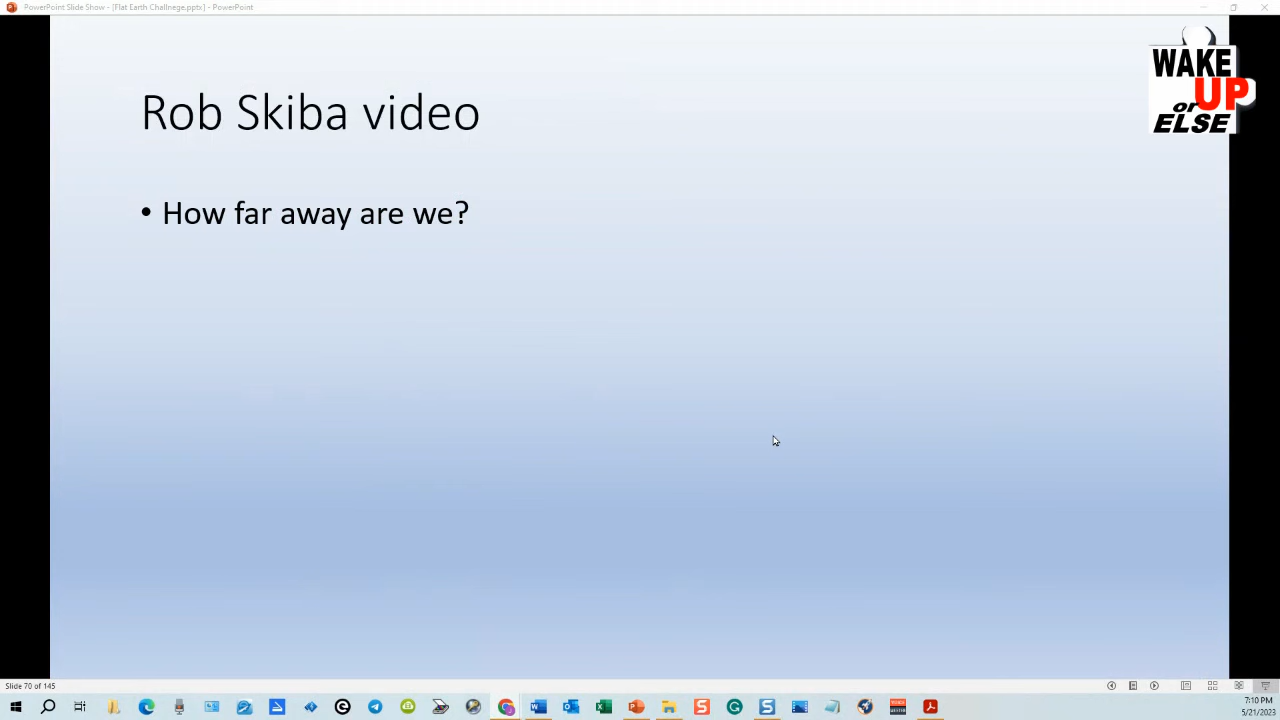 PowerPoint Slide Show - [Flat Earth Challnege.pptx] - PowerPoint
WAKE
UP
or
ELSE
Rob Skiba video
• How far away are we?
Slide 70 of 145
7:10 PM
5/21/2023